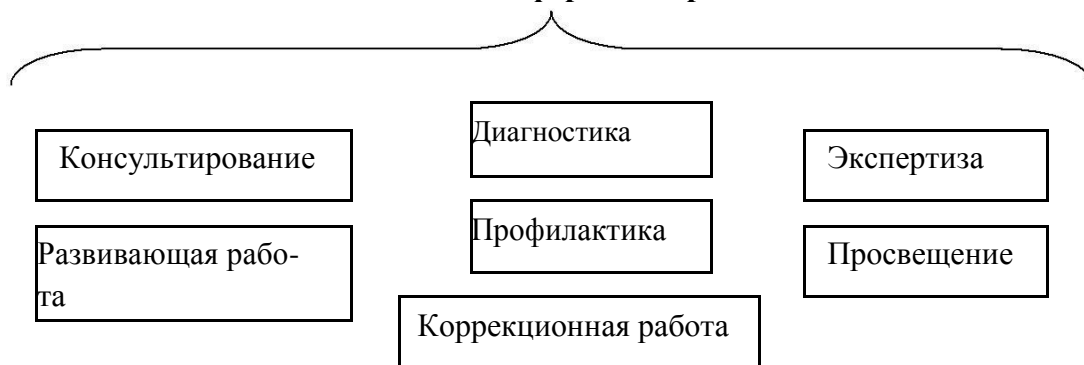 Консультирование
Диагностика
Экспертиза
Развивающая рабо-
та
Профилактика
Просвещение
Коррекционная работа